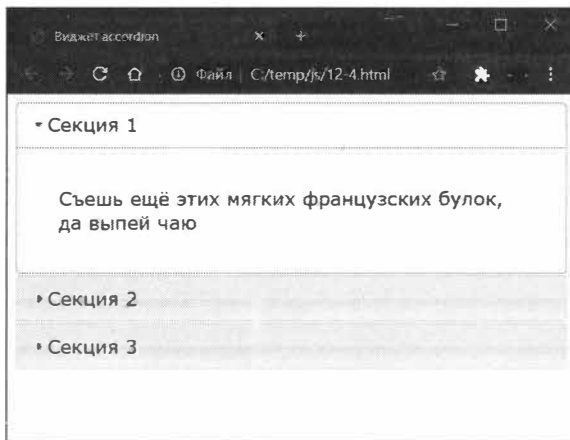 Виджет accordion
Файл C:/temp/js/12-4.html
Секция 1
Съешь ещё этих мягких французских булок,
да выпей чаю
Секция 2
Секция 3